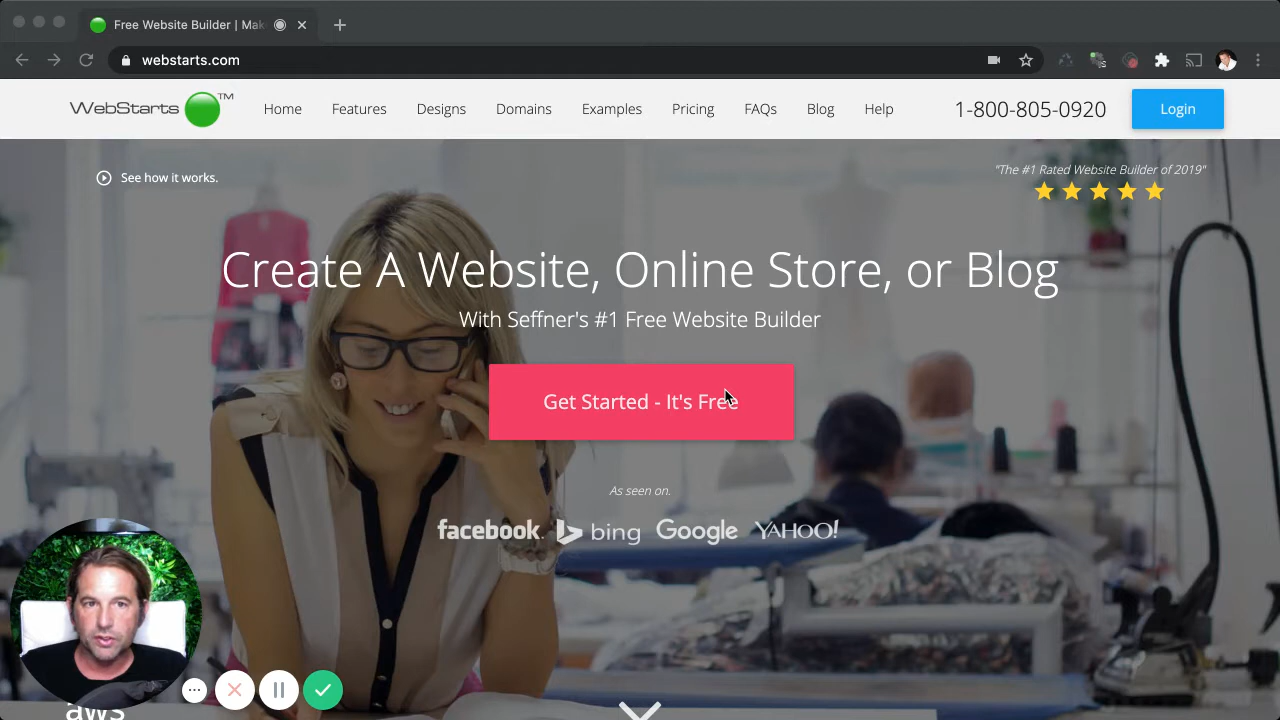 Free Website Builder | Mak
webstarts.com
WebStarts TM
Home Features Designs Domains Examples Pricing FAQs Blog Help
1-800-805-0920
Login
See how it works.
"The #1 Rated Website Builder of 2019"
Create A Website, Online Store, or Blog
With Seffner's #1 Free Website Builder
Get Started - It's Free
As seen on.
facebook. bing Google YAHOO!
aws